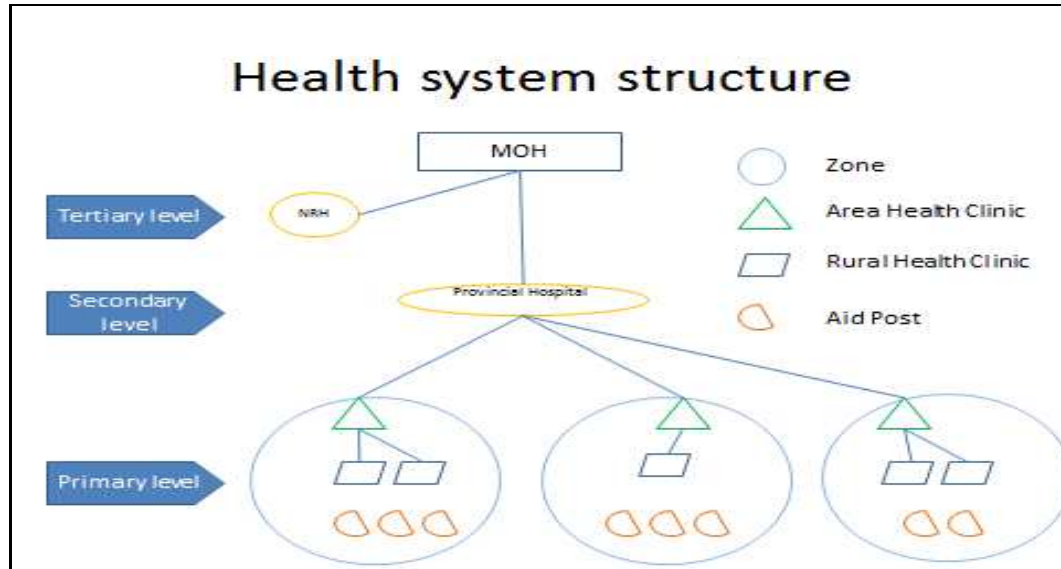 Health system structure
MOH
Zone
Tertiary level
NRH
Area Health Clinic
Rural Health Clinic
Secondary
level
Provincial Hospital
Aid Post
Primary level